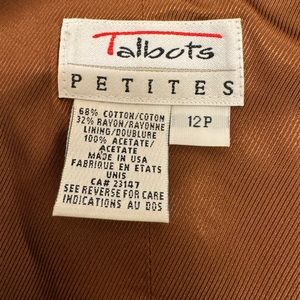 Talbots
PETITES
68% COTTON/COTON
32% RAYON/RAYONNE
LINING/DOUBLURE
100% ACETATE/
ACETATE
MADE IN USA
FABRIQUE EN ETATS
UNIS
CA# 23147
SEE REVERSE FOR CARE
INDICATIONS AU DOS
12P